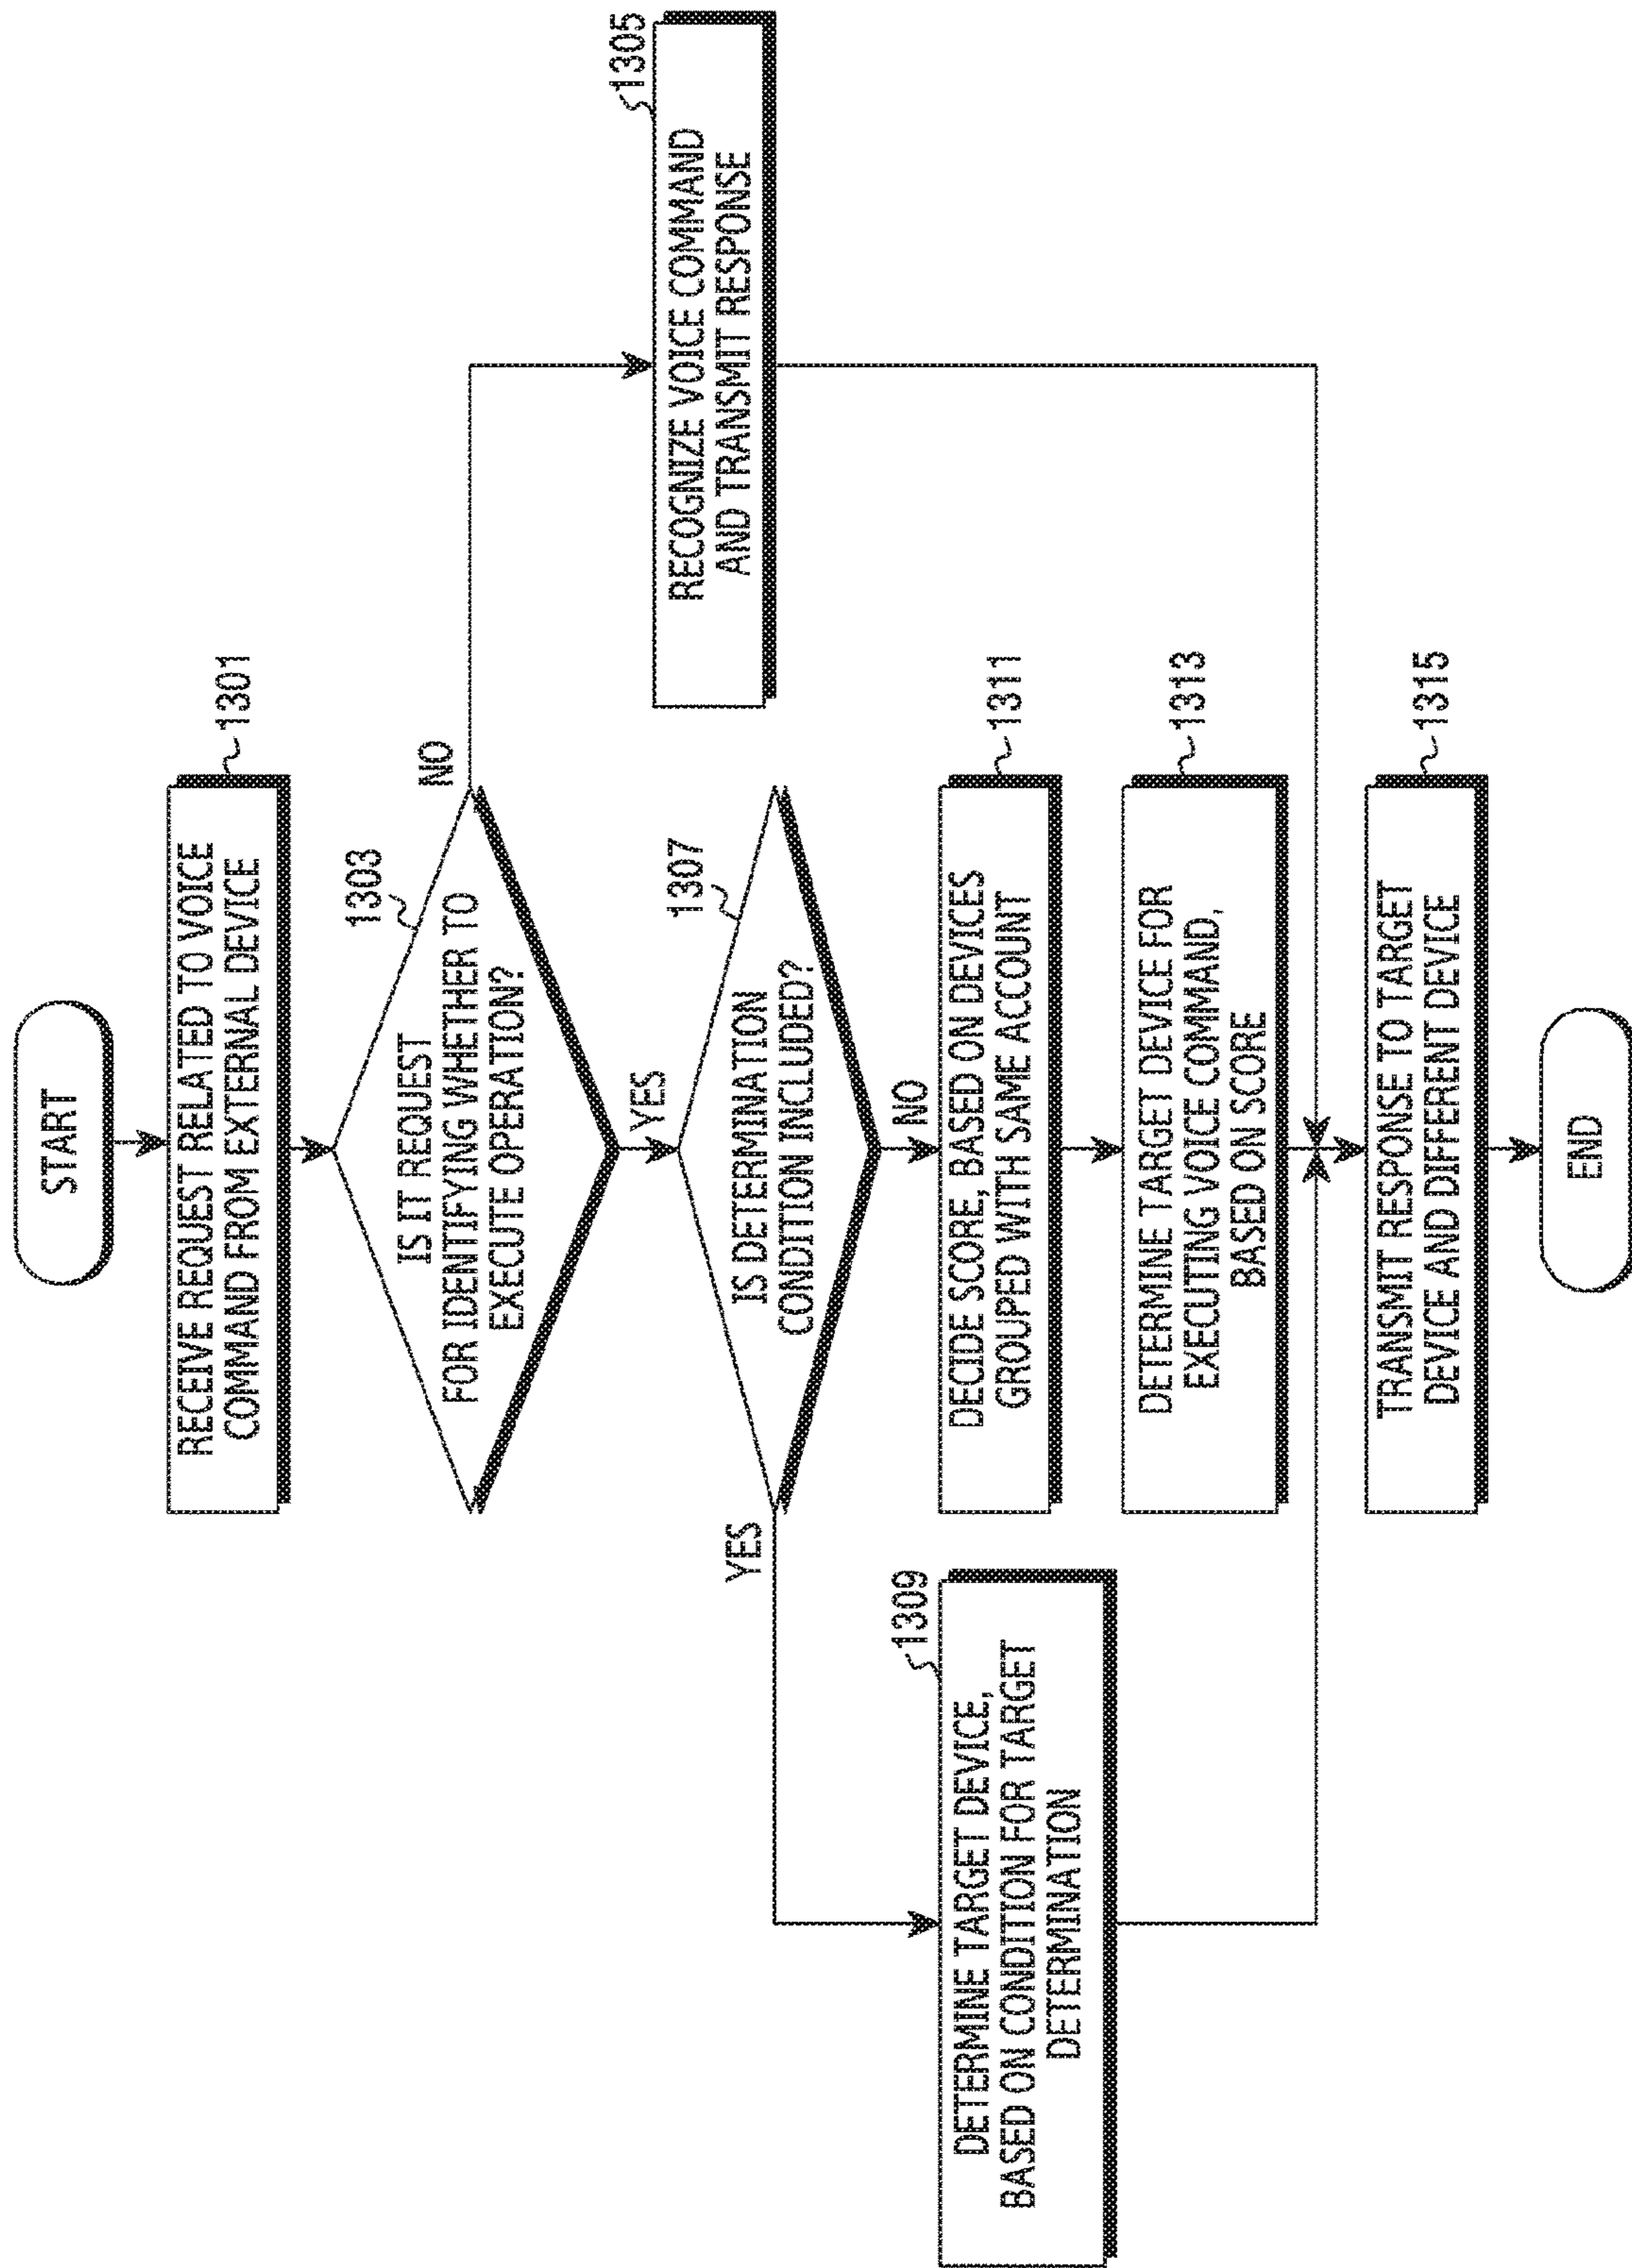 START
RECEIVE REQUEST RELATED TO VOICE
COMMAND FROM EXTERNAL DEVICE
1301
IS IT REQUEST
FOR IDENTIFYING WHETHER TO
EXECUTE OPERATION?
1303
NO
YES
RECOGNIZE VOICE COMMAND
AND TRANSMIT RESPONSE
1305
IS DETERMINATION
CONDITION INCLUDED?
1307
YES
NO
DETERMINE TARGET DEVICE,
BASED ON CONDITION FOR TARGET
DETERMINATION
1309
DECIDE SCORE, BASED ON DEVICES
GROUPED WITH SAME ACCOUNT
1311
DETERMINE TARGET DEVICE FOR
EXECUTING VOICE COMMAND,
BASED ON SCORE
1313
TRANSMIT RESPONSE TO TARGET
DEVICE AND DIFFERENT DEVICE
1315
END